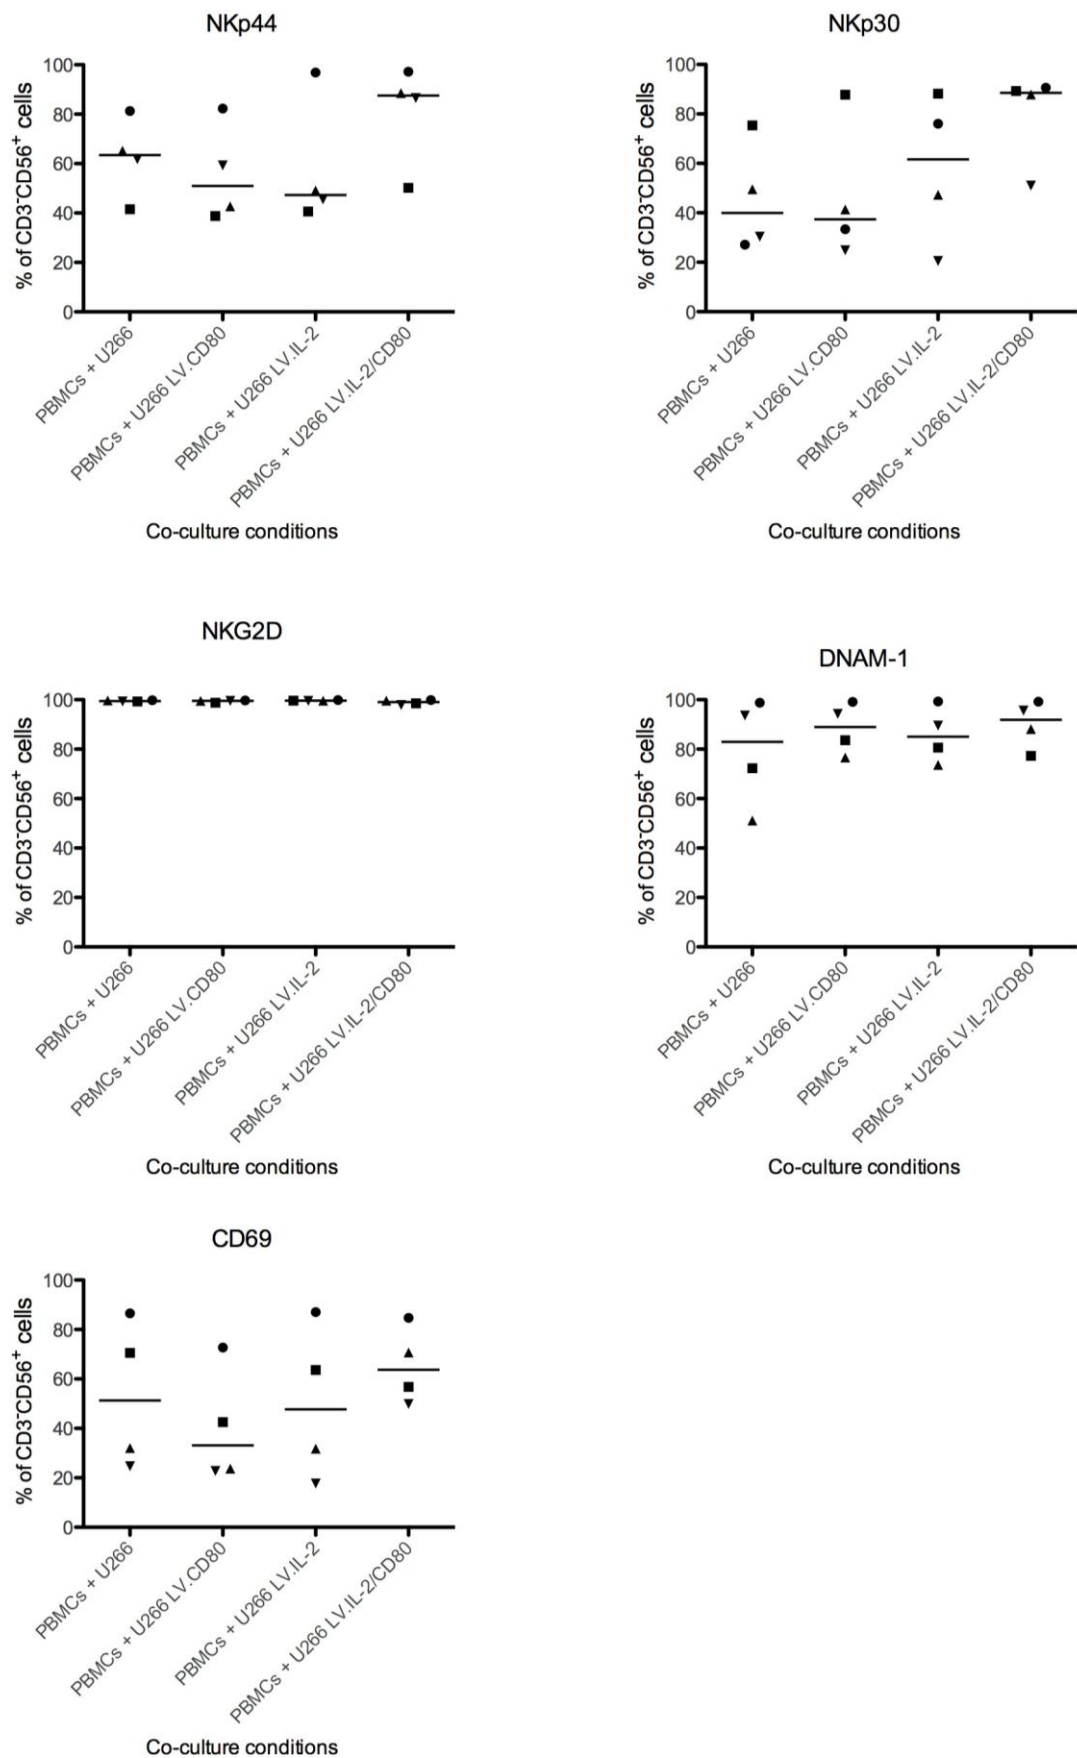 NKp44
% of CD3-CD56+ cells
100
80
60
40
20
0
PBMCs + U266
PBMCs + U266 LV.CD80
PBMCs + U266 LV.IL-2
PBMCs + U266 LV.IL-2/CD80
Co-culture conditions
NKp30
% of CD3-CD56+ cells
100
80
60
40
20
0
PBMCs + U266
PBMCs + U266 LV.CD80
PBMCs + U266 LV.IL-2
PBMCs + U266 LV.IL-2/CD80
Co-culture conditions
NKG2D
% of CD3-CD56+ cells
100
80
60
40
20
0
PBMCs + U266
PBMCs + U266 LV.CD80
PBMCs + U266 LV.IL-2
PBMCs + U266 LV.IL-2/CD80
Co-culture conditions
DNAM-1
% of CD3-CD56+ cells
100
80
60
40
20
0
PBMCs + U266
PBMCs + U266 LV.CD80
PBMCs + U266 LV.IL-2
PBMCs + U266 LV.IL-2/CD80
Co-culture conditions
CD69
% of CD3-CD56+ cells
100
80
60
40
20
0
PBMCs + U266
PBMCs + U266 LV.CD80
PBMCs + U266 LV.IL-2
PBMCs + U266 LV.IL-2/CD80
Co-culture conditions